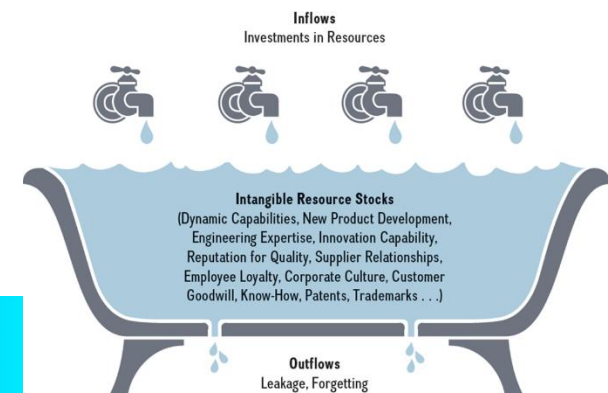 Inflows
Investments in Resources
Intangible Resource Stocks
(Dynamic Capabilities, New Product Development,
Engineering Expertise, Innovation Capability,
Reputation for Quality, Supplier Relationships,
Employee Loyalty, Corporate Culture, Customer
Goodwill, Know-How, Patents, Trademarks . . .)
Outflows
Leakage, Forgetting